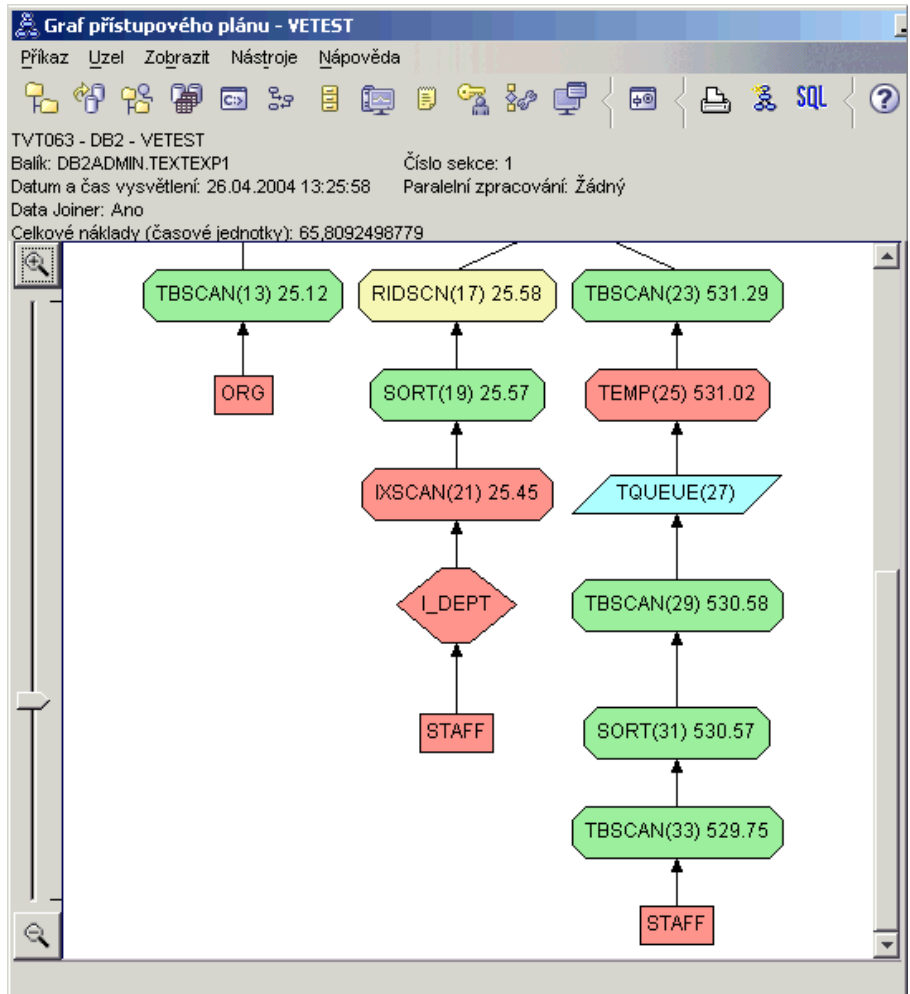 Graf přístupového plánu - VETEST
Příkaz Uzel Zobrazit Nástroje Nápověda
SQL ?
TVT063 - DB2 - VETEST
Balík: DB2ADMIN.TEXTEXP1 Číslo sekce: 1
Datum a čas vysvětlení: 26.04.2004 13:25:58 Paralelní zpracování: Žádný
Data Joiner: Ano
Celkové náklady (časové jednotky): 65,8092498779
TBSCAN(13) 25.12 RIDSCN(17) 25.58 TBSCAN(23) 531.29
ORG SORT(19) 25.57 TEMP(25) 531.02
IXSCAN(21) 25.45 TQUEUE(27)
I_DEPT TBSCAN(29) 530.58
STAFF SORT(31) 530.57
TBSCAN(33) 529.75
STAFF